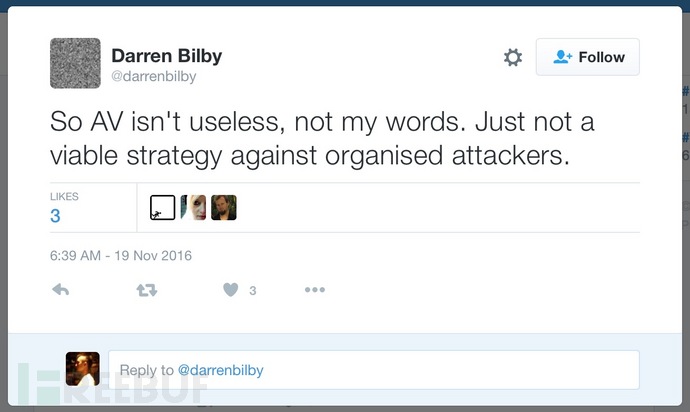 Darren Bilby
@darrenbilby
Follow
So AV isn't useless, not my words. Just not a
viable strategy against organised attackers.
LIKES
3
6:39 AM - 19 Nov 2016
3
Reply to @darrenbilby
FREEBUF